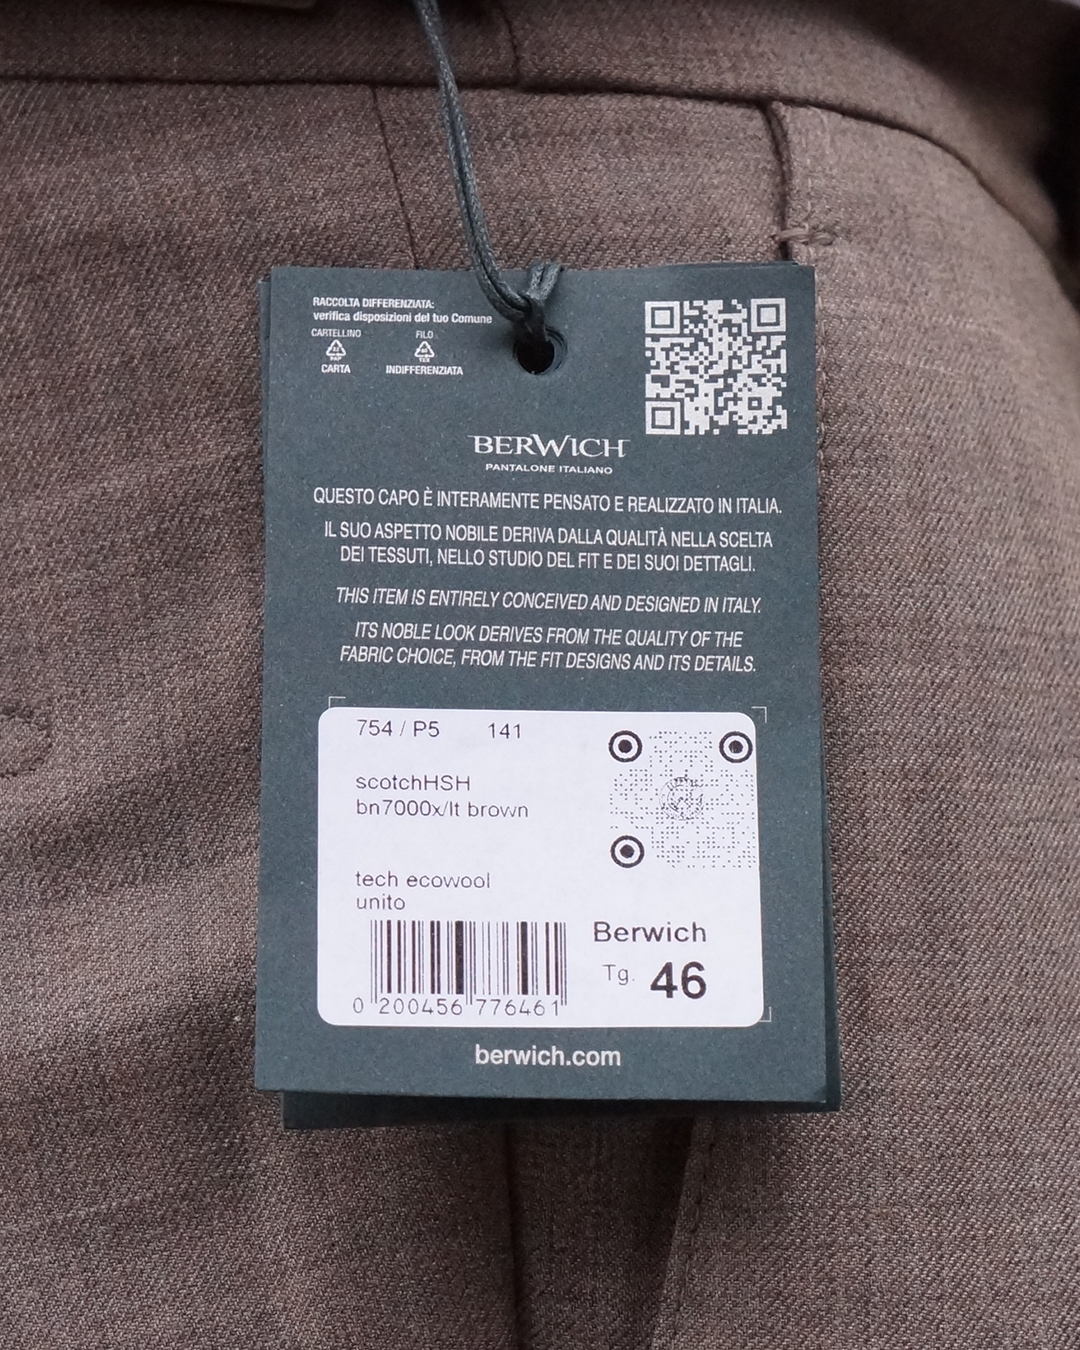 RACCOLTA DIFFERENZIATA:
verifica disposizioni del tuo Comune
CARTELLINO FILO
PAP TEX
CARTA INDIFFERENZIATA
BERWICH
PANTALONE ITALIANO
QUESTO CAPO È INTERAMENTE PENSATO E REALIZZATO IN ITALIA.
IL SUO ASPETTO NOBILE DERIVA DALLA QUALITÀ NELLA SCELTA
DEI TESSUTI, NELLO STUDIO DEL FIT E DEI SUOI DETTAGLI.
THIS ITEM IS ENTIRELY CONCEIVED AND DESIGNED IN ITALY.
ITS NOBLE LOOK DERIVES FROM THE QUALITY OF THE
FABRIC CHOICE, FROM THE FIT DESIGNS AND ITS DETAILS.
754 / P5 141
scotchHSH
bn7000x/lt brown
tech ecowool
unito
Berwich
Tg. 46
0 200456 776461
berwich.com